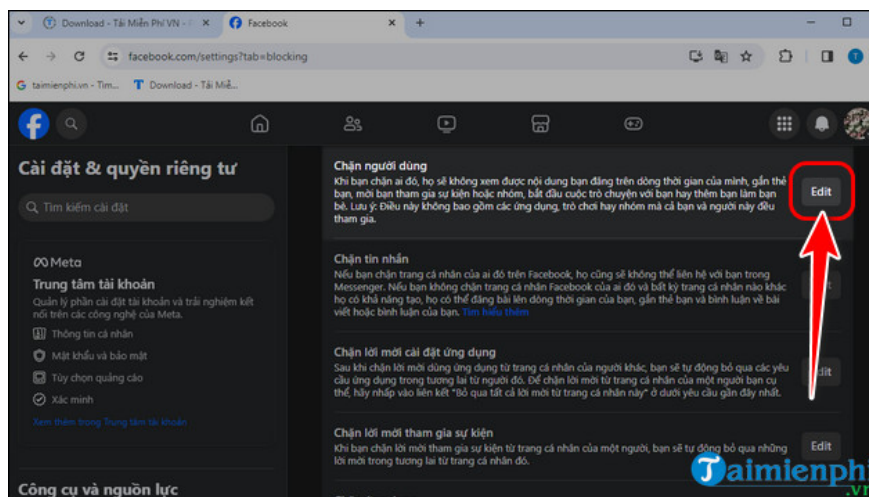 Download - Tải Miễn Phí VN -
Facebook
facebook.com/settings?tab=blocking
taimienphi.vn - Tim...
Download - Tải Miễ...
Cài đặt & quyền riêng tư
Tìm kiếm cài đặt
Meta
Trung tâm tài khoản
Quản lý phần cài đặt tài khoản và trải nghiệm kết
nối trên các công nghệ của Meta.
Thông tin cá nhân
Mật khẩu và bảo mật
Tùy chọn quảng cáo
Xác minh
Xem thêm trong Trung tâm tài khoản
Công cụ và nguồn lực
Chặn người dùng
Khi bạn chặn ai đó, họ sẽ không xem được nội dung bạn đăng trên dòng thời gian của mình, gắn thẻ
bạn, mời bạn tham gia sự kiện hoặc nhóm, bắt đầu cuộc trò chuyện với bạn hay thêm bạn làm bạn
bè. Lưu ý: Điều này không bao gồm các ứng dụng, trò chơi hay nhóm mà cả bạn và người này đều
tham gia.
Edit
Chặn tin nhắn
Nếu bạn chặn trang cá nhân của ai đó trên Facebook, họ cũng sẽ không thể liên hệ với bạn trong
Messenger. Nếu bạn không chặn trang cá nhân Facebook của ai đó và bất kỳ trang cá nhân nào khác
họ có khả năng tạo, họ có thể đăng bài lên dòng thời gian của bạn, gắn thẻ bạn và bình luận về bài
viết hoặc bình luận của bạn. Tìm hiểu thêm
Chặn lời mời cài đặt ứng dụng
Sau khi chặn lời mời dùng ứng dụng từ trang cá nhân của người khác, bạn sẽ tự động bỏ qua các yêu
cầu ứng dụng trong tương lai từ người đó. Để chặn lời mời từ trang cá nhân của một người bạn cụ
thể, hãy nhấp vào liên kết "Bỏ qua tất cả lời mời từ trang cá nhân này" ở dưới yêu cầu gần đây nhất.
Chặn lời mời tham gia sự kiện
Khi bạn chặn lời mời tham gia sự kiện từ trang cá nhân của một người, bạn sẽ tự động bỏ qua những
lời mời trong tương lai từ trang cá nhân đó.
Edit
Taimienphi
.vn